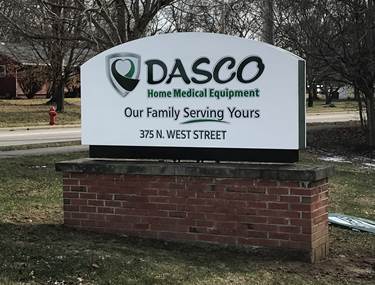 DASCO
Home Medical Equipment
Our Family Serving Yours
375 N. WEST STREET